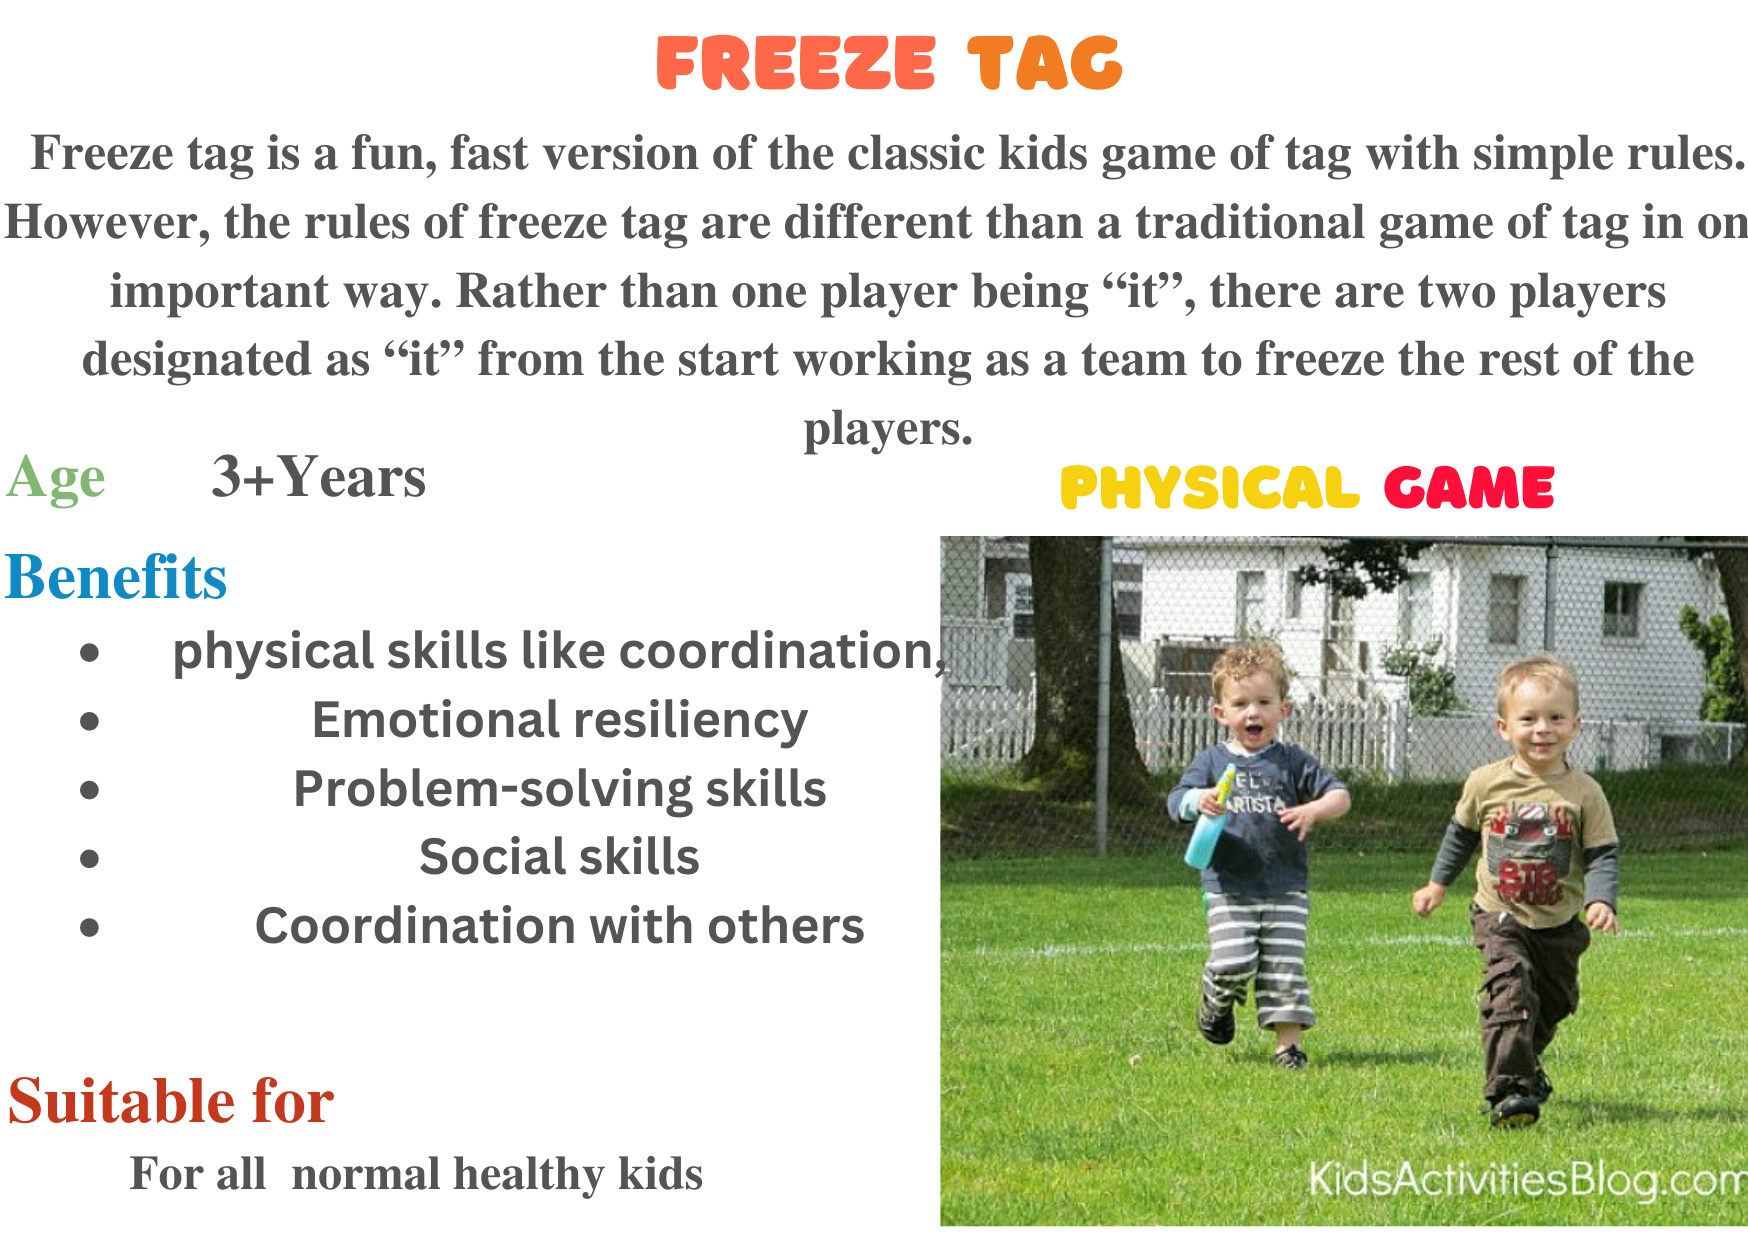 FREEZE TAG
Freeze tag is a fun, fast version of the classic kids game of tag with simple rules.
However, the rules of freeze tag are different than a traditional game of tag in on
important way. Rather than one player being “it”, there are two players
designated as “it” from the start working as a team to freeze the rest of the
players.
Age 3+Years
PHYSICAL GAME
Benefits
• physical skills like coordination,
• Emotional resiliency
• Problem-solving skills
• Social skills
• Coordination with others
Suitable for
For all normal healthy kids
ARTIST
BIG
KidsActivitiesBlog.com